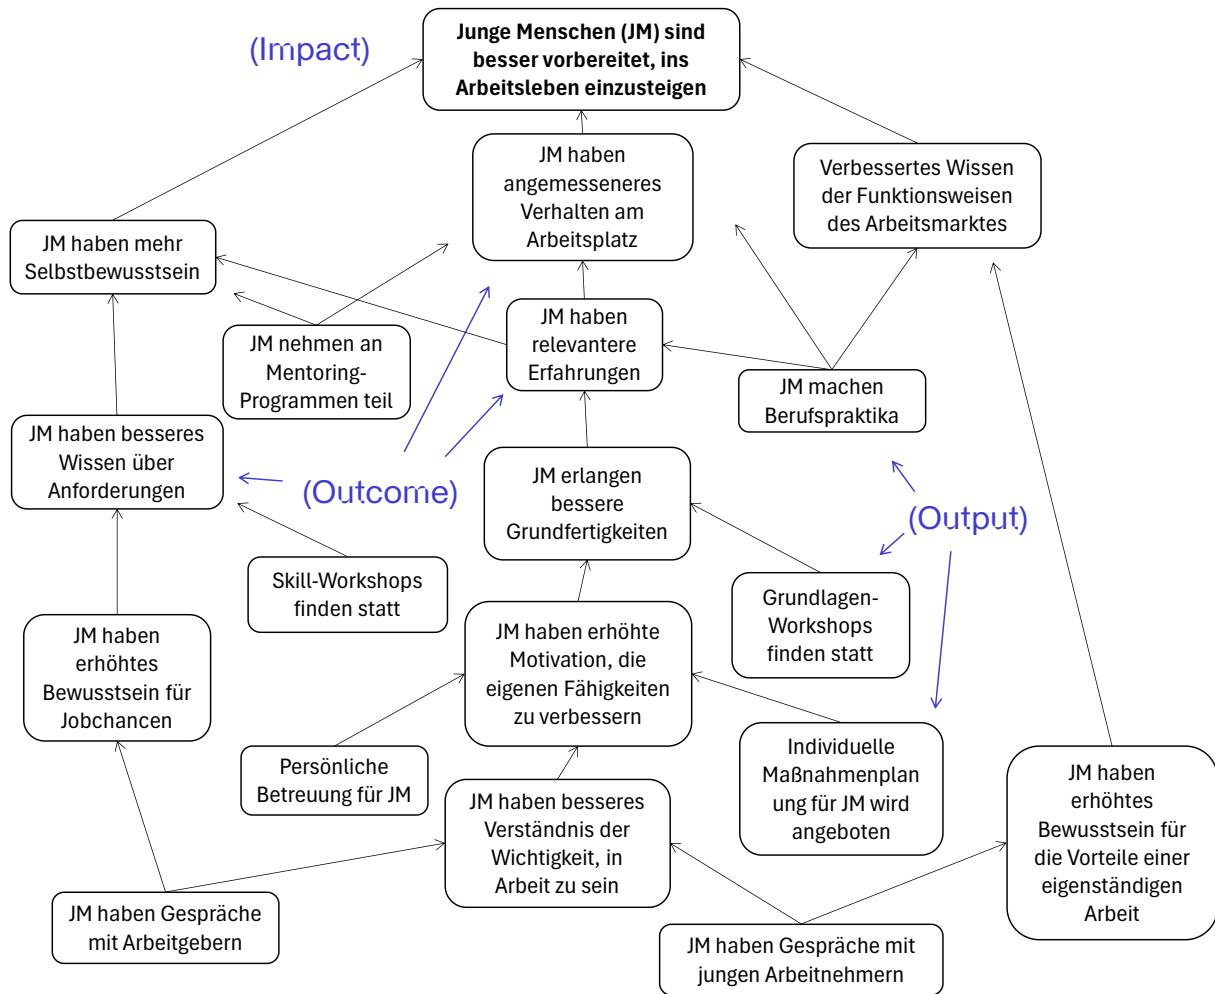 (Impact)
Junge Menschen (JM) sind
besser vorbereitet, ins
Arbeitsleben einzusteigen
JM haben
angemesseneres
Verhalten am
Arbeitsplatz
Verbessertes Wissen
der Funktionsweisen
des Arbeitsmarktes
JM haben mehr
Selbstbewusstsein
JM nehmen an
Mentoring-
Programmen teil
JM haben
relevantere
Erfahrungen
JM machen
Berufspraktika
JM haben besseres
Wissen über
Anforderungen
(Outcome)
JM erlangen
bessere
Grundfertigkeiten
(Output)
Skill-Workshops
finden statt
Grundlagen-
Workshops
finden statt
JM haben
erhöhtes
Bewusstsein für
Jobchancen
JM haben erhöhte
Motivation, die
eigenen Fähigkeiten
zu verbessern
Persönliche
Betreuung für JM
Individuelle
Maßnahmenplan
ung für JM wird
angeboten
JM haben
erhöhtes
Bewusstsein für
die Vorteile einer
eigenständigen
Arbeit
JM haben besseres
Verständnis der
Wichtigkeit, in
Arbeit zu sein
JM haben Gespräche
mit Arbeitgebern
JM haben Gespräche mit
jungen Arbeitnehmern